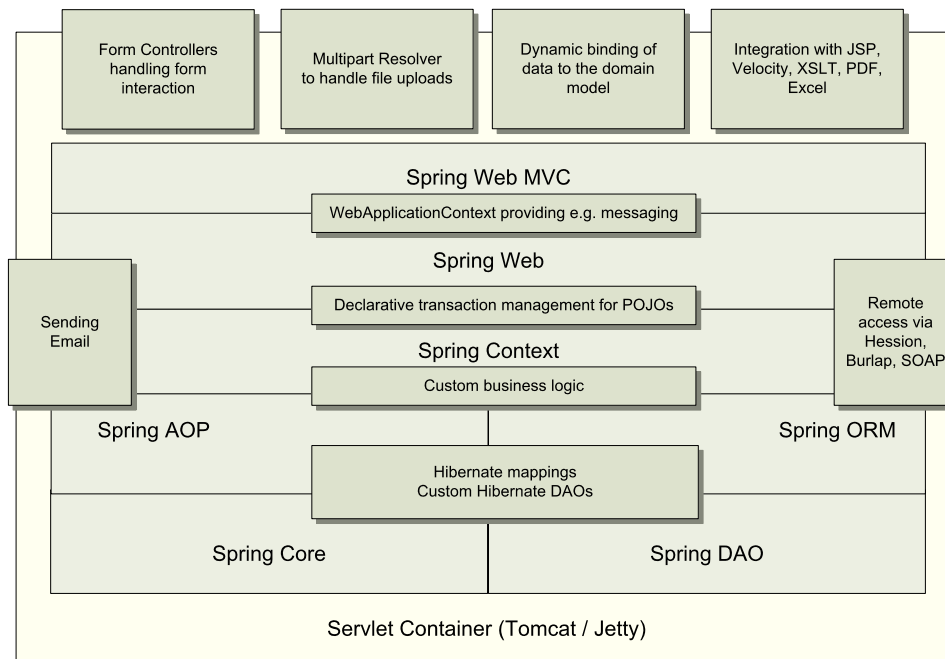 Form Controllers
handling form
interaction
Multipart Resolver
to handle file uploads
Dynamic binding of
data to the domain
model
Integration with JSP,
Velocity, XSLT, PDF,
Excel
Spring Web MVC
WebApplicationContext providing e.g. messaging
Spring Web
Sending
Email
Declarative transaction management for POJOs
Remote
access via
Hession,
Burlap, SOAP
Spring Context
Custom business logic
Spring AOP
Spring ORM
Hibernate mappings
Custom Hibernate DAOs
Spring Core
Spring DAO
Servlet Container (Tomcat / Jetty)